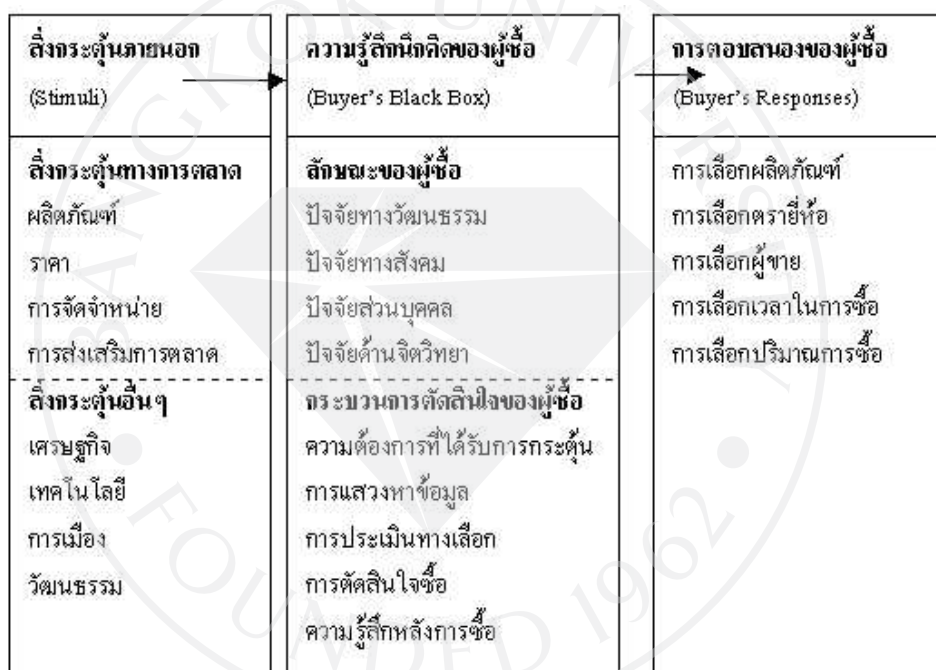 สิ่งกระตุ้นภายนอก
(Stimuli)
ความรู้สึกนึกคิดของผู้ซื้อ
(Buyer's Black Box)
การตอบสนองของผู้ซื้อ
(Buyer's Responses)
สิ่งกระตุ้นทางการตลาด
ผลิตภัณฑ์
ราคา
การจัดจำหน่าย
การส่งเสริมการตลาด
สิ่งกระตุ้นอื่นๆ
เศรษฐกิจ
เทคโนโลยี
การเมือง
วัฒนธรรม
ลักษณะของผู้ซื้อ
ปัจจัยทางวัฒนธรรม
ปัจจัยทางสังคม
ปัจจัยส่วนบุคคล
ปัจจัยด้านจิตวิทยา
กระบวนการตัดสินใจของผู้ซื้อ
ความต้องการที่ได้รับการกระตุ้น
การแสวงหาข้อมูล
การประเมินทางเลือก
การตัดสินใจซื้อ
ความรู้สึกหลังการซื้อ
การเลือกผลิตภัณฑ์
การเลือกตรายี่ห้อ
การเลือกผู้ขาย
การเลือกเวลาในการซื้อ
การเลือกปริมาณการซื้อ
BANGKOK UNIVERSITY
FOUNDED 1962